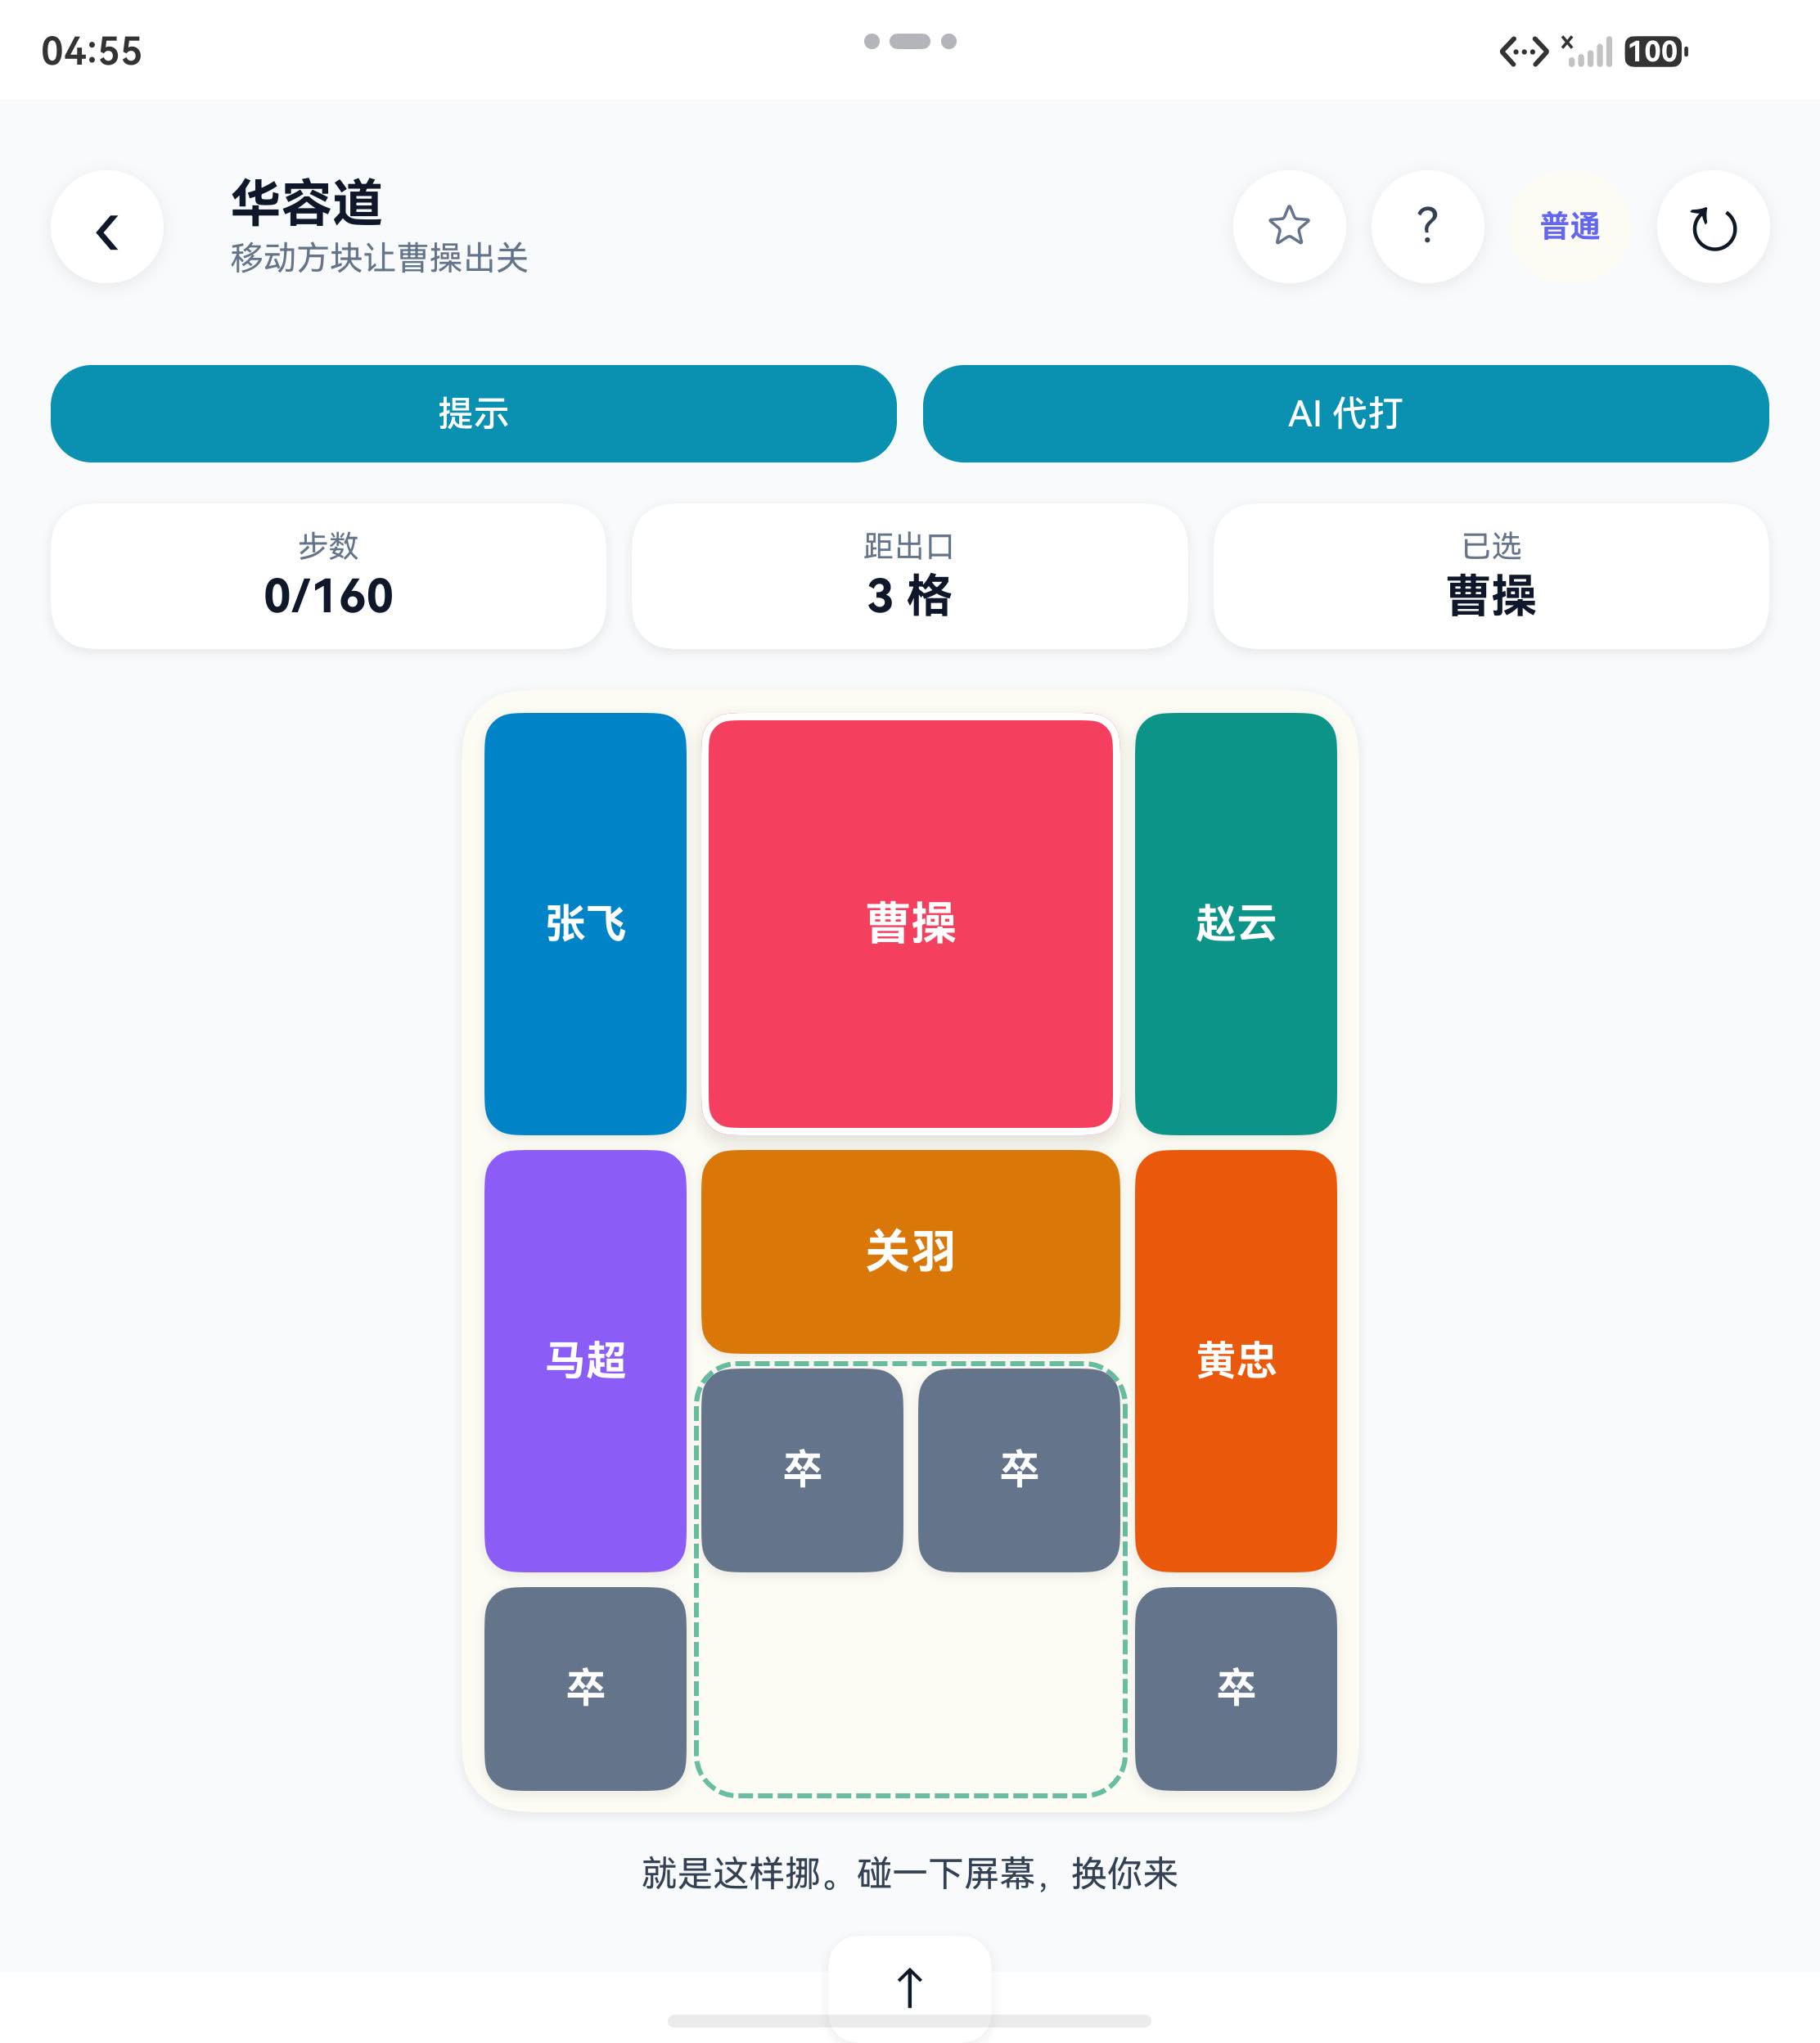 04:55
100
华容道
移动方块让曹操出关
?
普通
提示
AI 代打
步数
0/160
距出口
3 格
已选
曹操
张飞
曹操
赵云
马超
关羽
黄忠
卒
卒
卒
卒
就是这样挪。碰一下屏幕，换你来